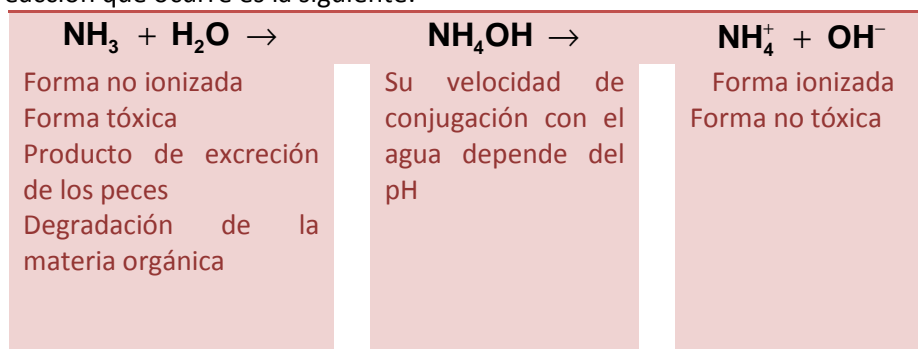 eacción que ocurre es la siguiente:
NH₃ + H₂O → NH₄OH → NH₄⁺ + OH⁻
Forma no ionizada
Forma tóxica
Producto de excreción
de los peces
Degradación de la
materia orgánica
Su velocidad de
conjugación con el
agua depende del
pH
Forma ionizada
Forma no tóxica